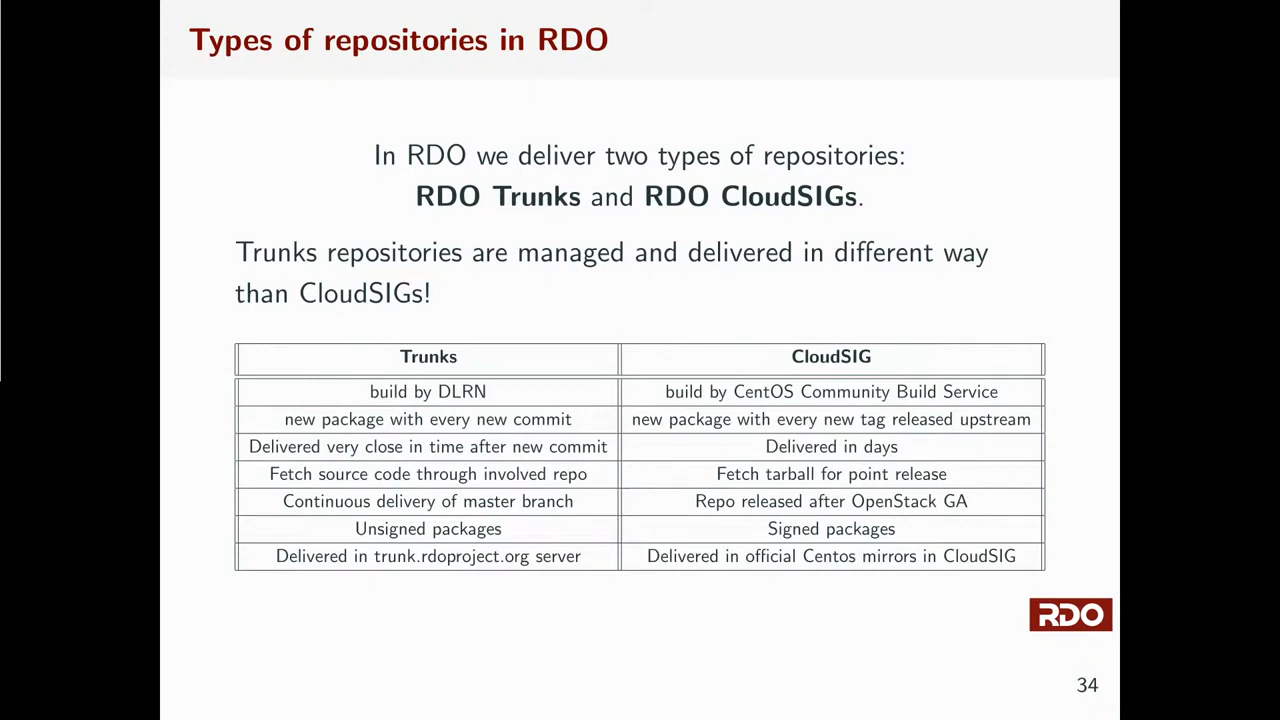 Types of repositories in RDO
In RDO we deliver two types of repositories:
RDO Trunks and RDO CloudSIGs.
Trunks repositories are managed and delivered in different way
than CloudSIGs!
Trunks CloudSIG
build by DLRN build by CentOS Community Build Service
new package with every new commit new package with every new tag released upstream
Delivered very close in time after new commit Delivered in days
Fetch source code through involved repo Fetch tarball for point release
Continuous delivery of master branch Repo released after OpenStack GA
Unsigned packages Signed packages
Delivered in trunk.rdoproject.org server Delivered in official Centos mirrors in CloudSIG
RDO
34